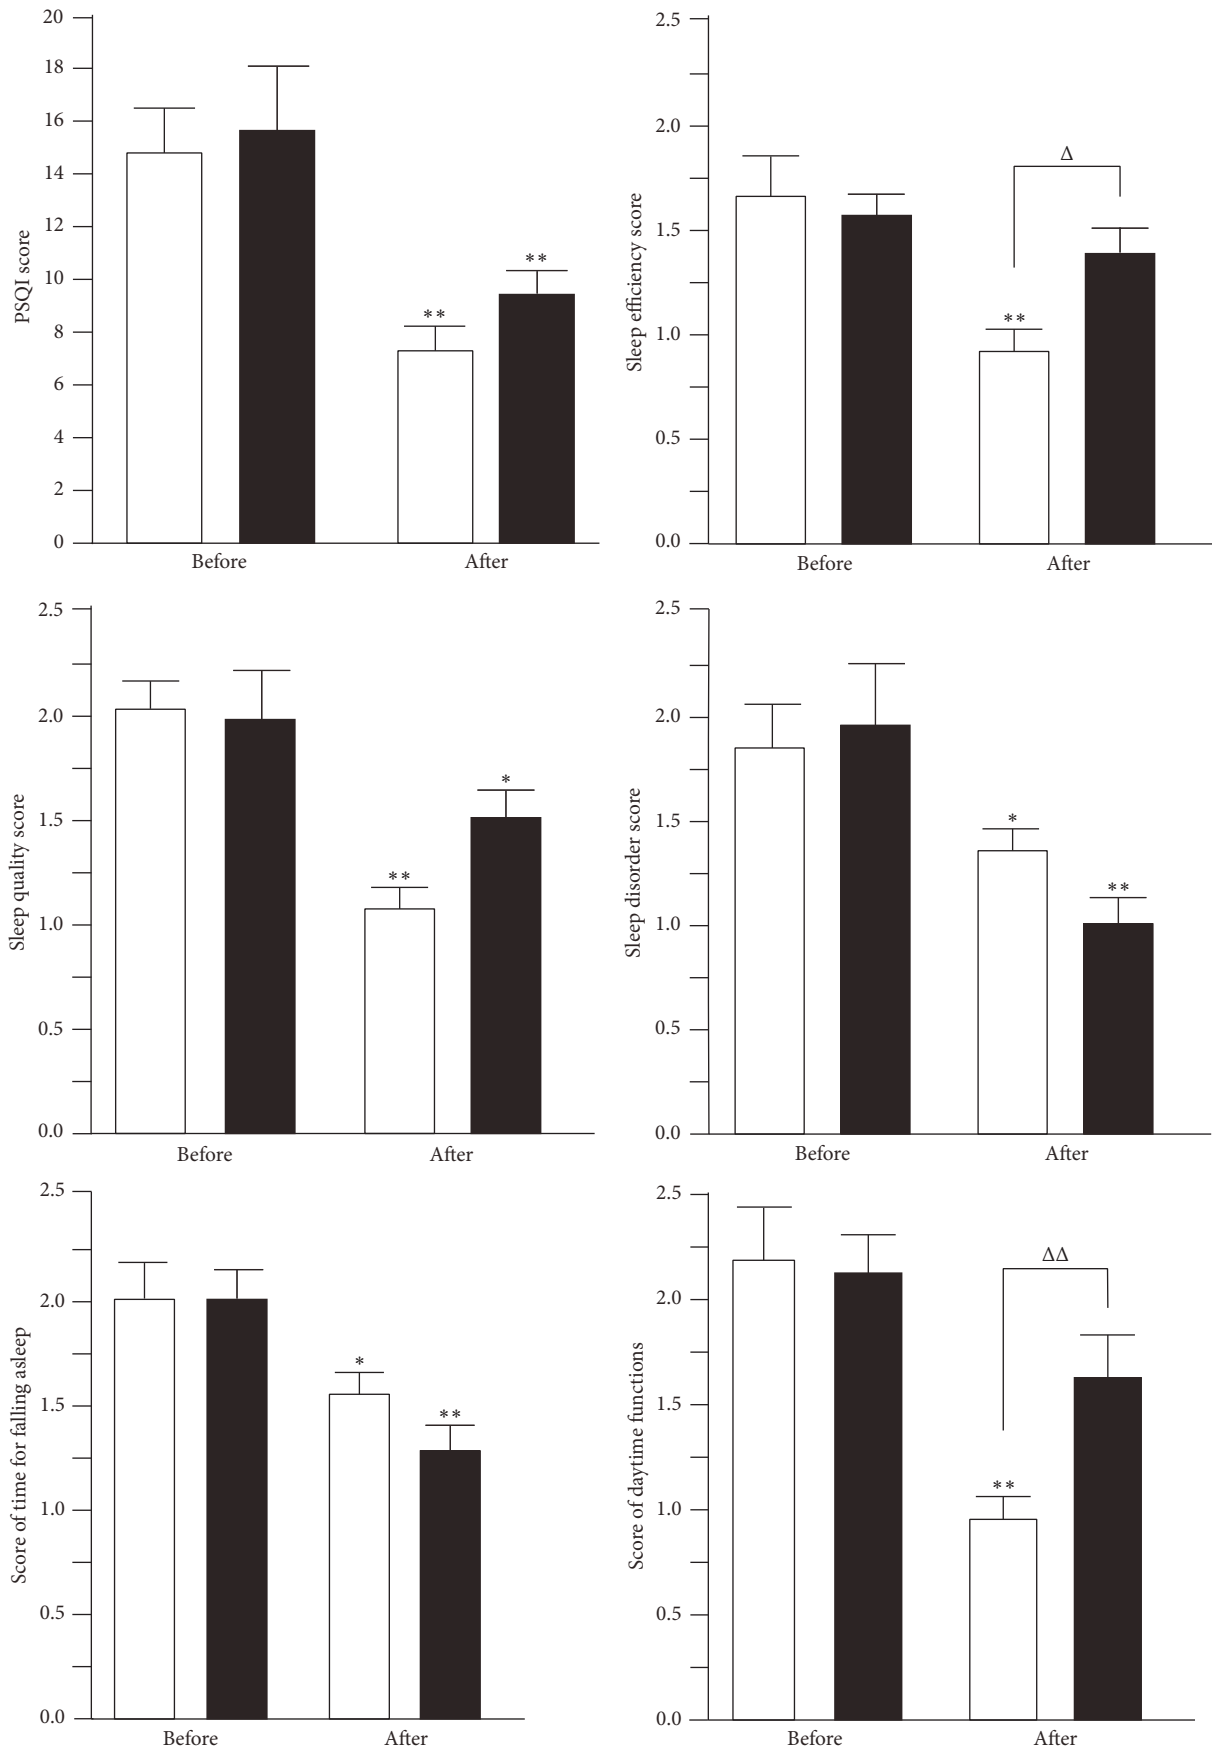 PSQI score
20
18
16
14
12
10
8
6
4
2
0
**
**
Before
After
Sleep efficiency score
2.5
2.0
1.5
1.0
0.5
0.0
Δ
**
Before
After
Sleep quality score
2.5
2.0
1.5
1.0
0.5
0.0
*
**
Before
After
Sleep disorder score
2.5
2.0
1.5
1.0
0.5
0.0
*
**
Before
After
Score of time for falling asleep
2.5
2.0
1.5
1.0
0.5
0.0
*
**
Before
After
Score of daytime functions
2.5
2.0
1.5
1.0
0.5
0.0
ΔΔ
**
Before
After